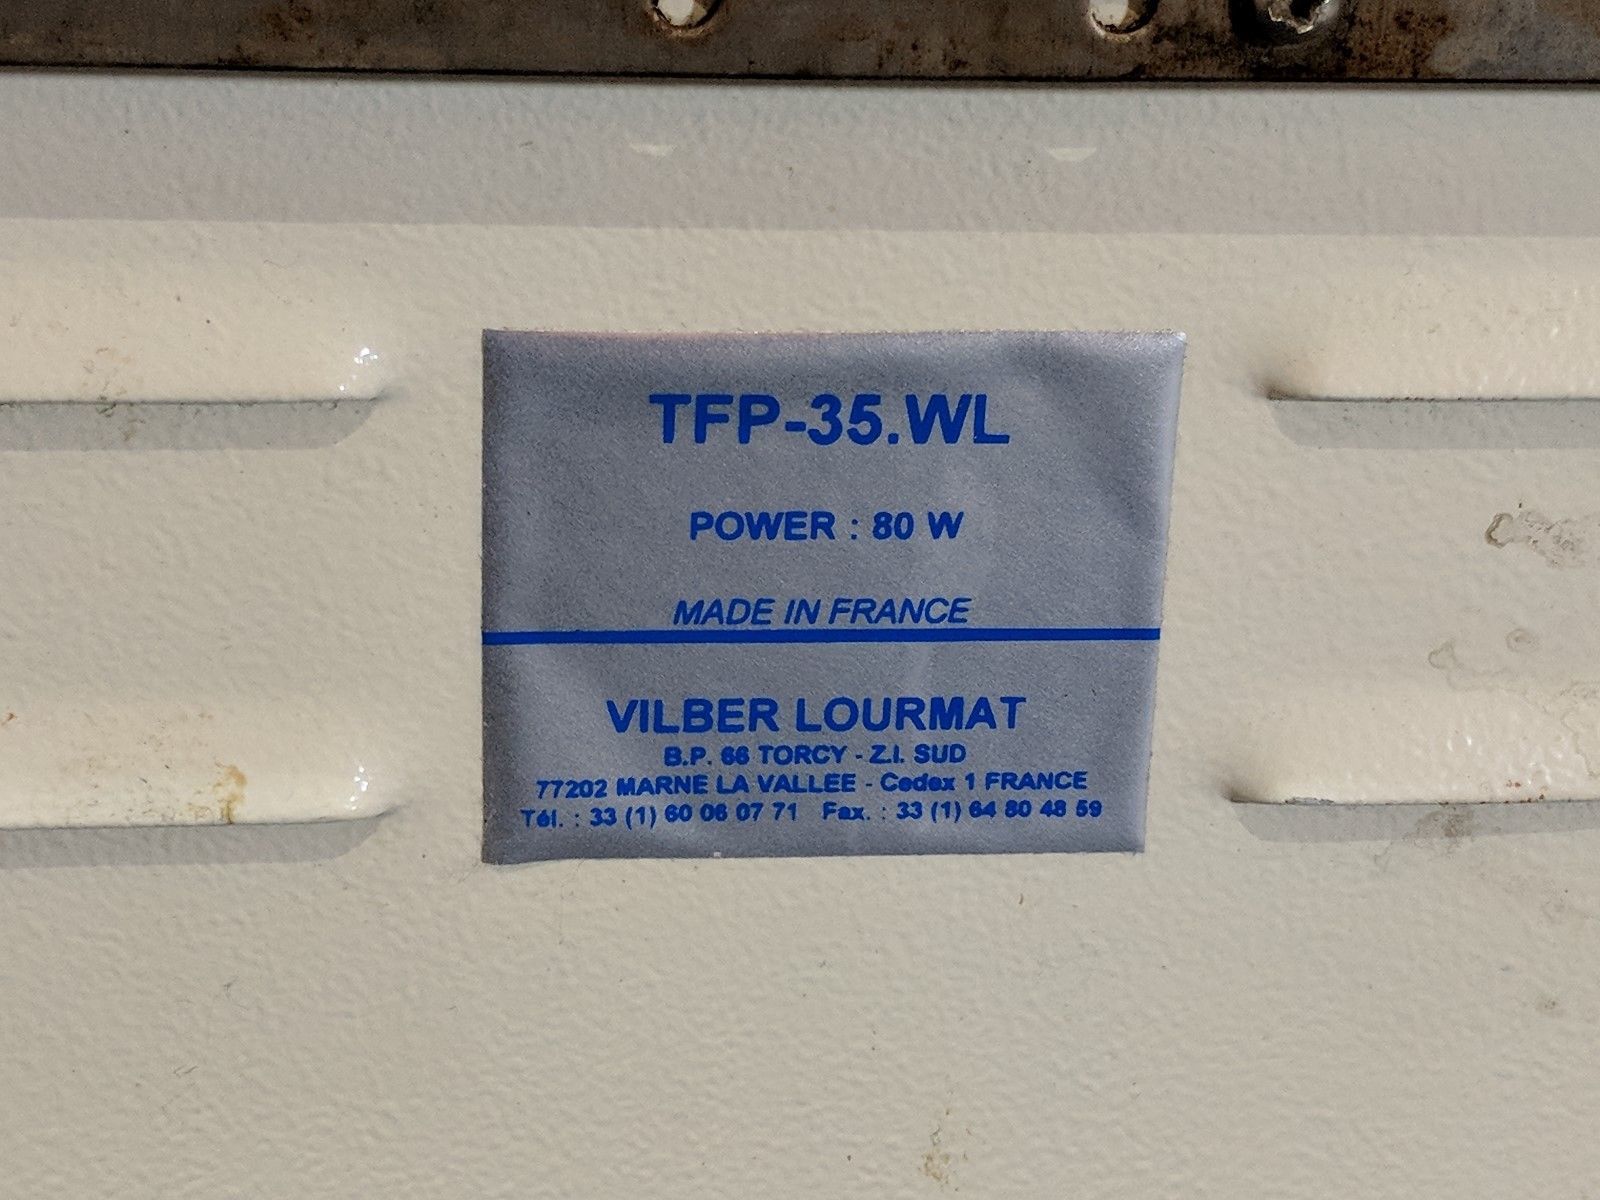 TFP-35.WL
POWER : 80 W
MADE IN FRANCE
VILBER LOURMAT
B.P. 66 TORCY - Z.I. SUD
77202 MARNE LA VALLEE - Cedex 1 FRANCE
Tél. : 33 (1) 60 06 07 71 Fax. : 33 (1) 64 80 48 59